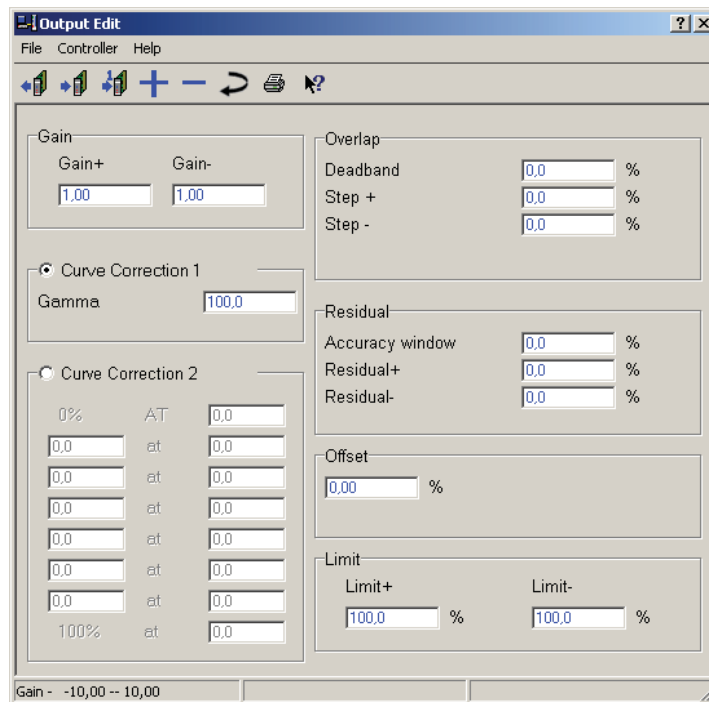 Output Edit
File Controller Help
Gain
Gain+ Gain-
1,00 1,00
Curve Correction 1
Gamma 100,0
Curve Correction 2
0% AT 0,0
0,0 at 0,0
0,0 at 0,0
0,0 at 0,0
0,0 at 0,0
0,0 at 0,0
0,0 at 0,0
100% at 0,0
Overlap
Deadband 0,0 %
Step + 0,0 %
Step - 0,0 %
Residual
Accuracy window 0,0 %
Residual+ 0,0 %
Residual- 0,0 %
Offset
0,00 %
Limit
Limit+ Limit-
100,0 % 100,0 %
Gain - -10,00 -- 10,00